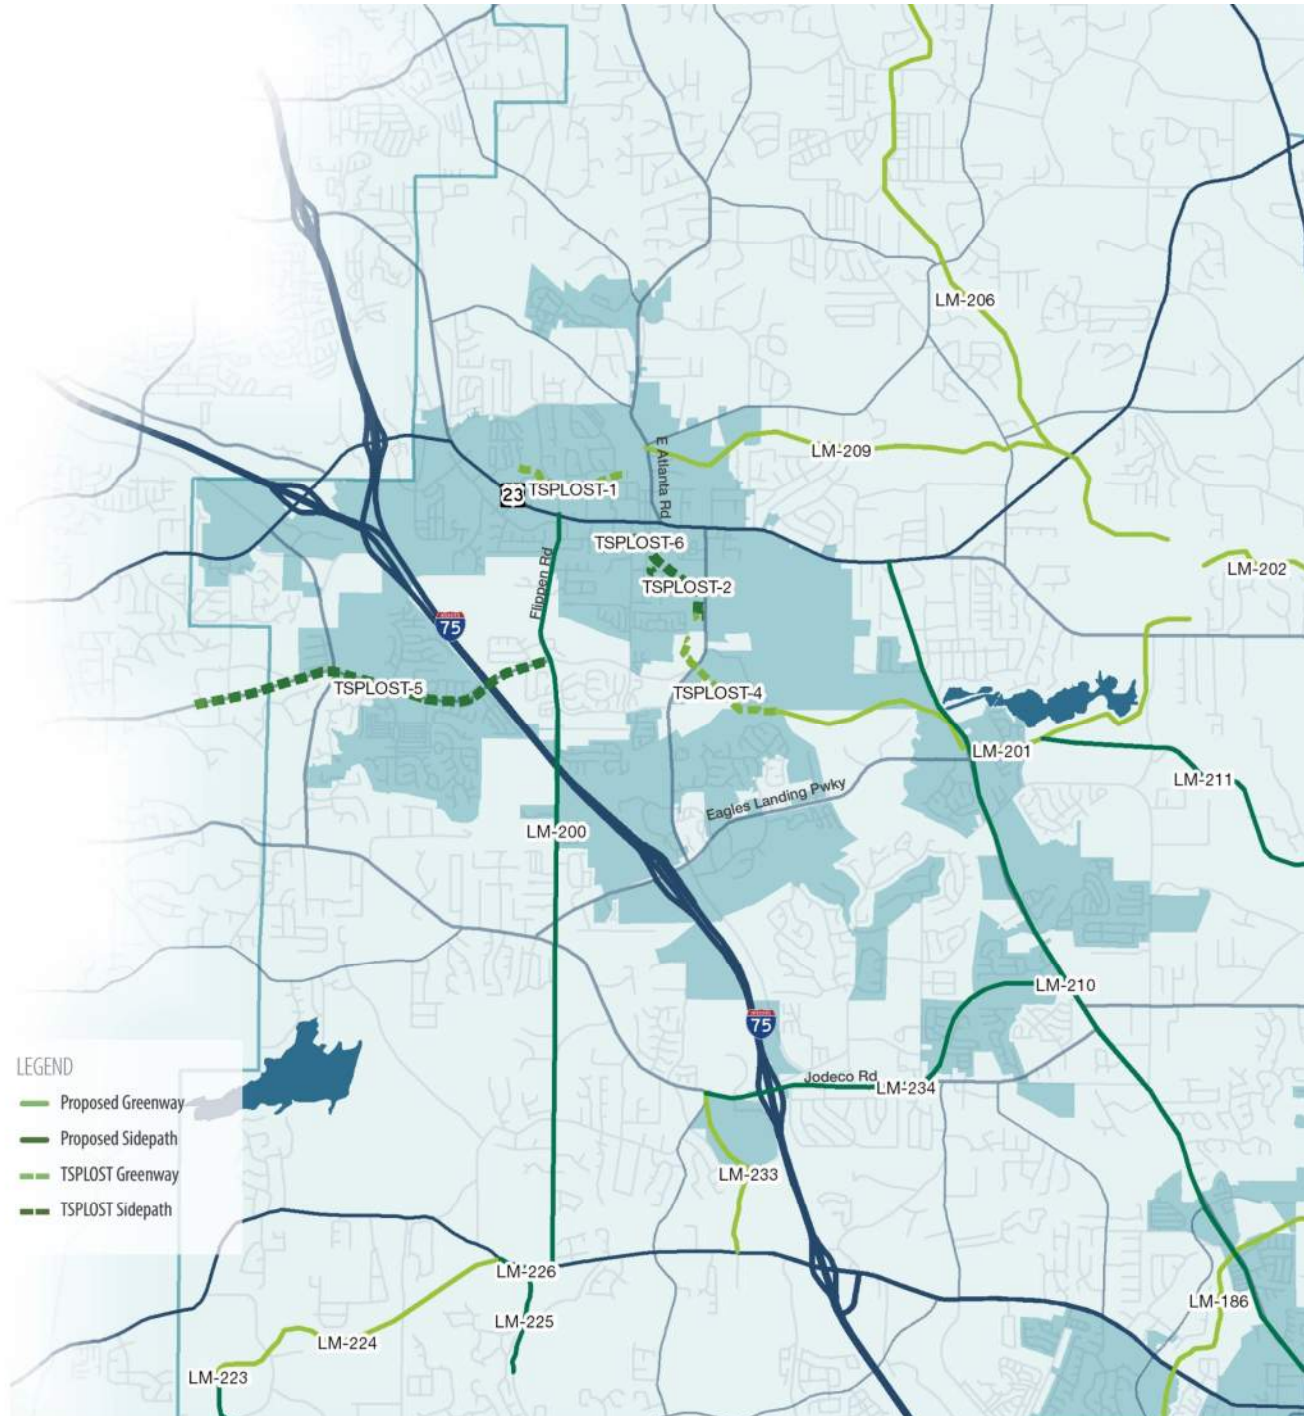 LM-206
E Atlanta Rd
LM-209
23
TSPLOST-1
TSPLOST-6
LM-202
Flippen Rd
TSPLOST-2
75
TSPLOST-5
TSPLOST-4
LM-201
LM-211
Eagles Landing Pwky
LM-200
LM-210
75
LEGEND
Proposed Greenway
Proposed Sidepath
TSPLOST Greenway
TSPLOST Sidepath
Jodeco Rd
LM-234
LM-233
LM-226
LM-186
LM-225
LM-224
LM-223